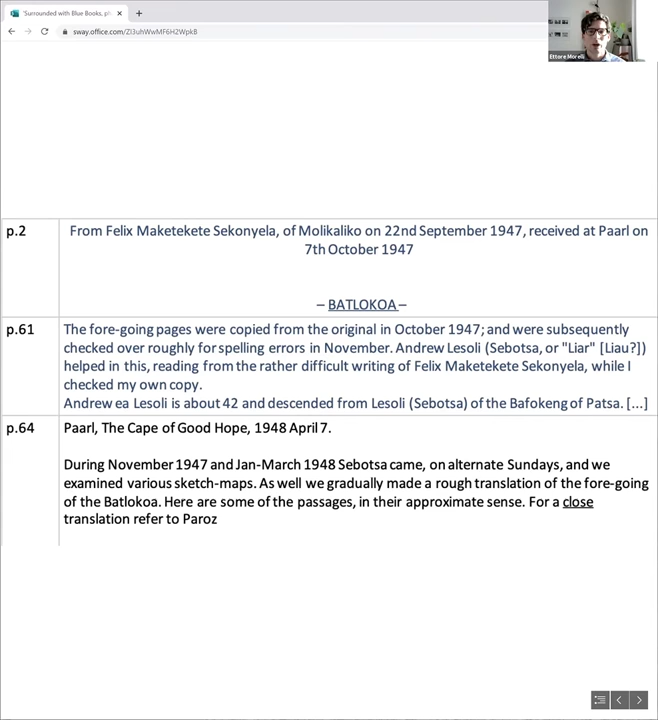 'Surrounded with Blue Books, ph
sway.office.com/ZI3uhWwMF6H2Wpk8
Ettore Morelli
p.2
From Felix Maketekete Sekonyela, of Molikaliko on 22nd September 1947, received at Paarl on
7th October 1947
– BATLOKOA –
p.61
The fore-going pages were copied from the original in October 1947; and were subsequently
checked over roughly for spelling errors in November. Andrew Lesoli (Sebotsa, or "Liar" [Liau?])
helped in this, reading from the rather difficult writing of Felix Maketekete Sekonyela, while I
checked my own copy.
Andrew ea Lesoli is about 42 and descended from Lesoli (Sebotsa) of the Bafokeng of Patsa. [...]
p.64
Paarl, The Cape of Good Hope, 1948 April 7.
During November 1947 and Jan-March 1948 Sebotsa came, on alternate Sundays, and we
examined various sketch-maps. As well we gradually made a rough translation of the fore-going
of the Batlokoa. Here are some of the passages, in their approximate sense. For a close
translation refer to Paroz